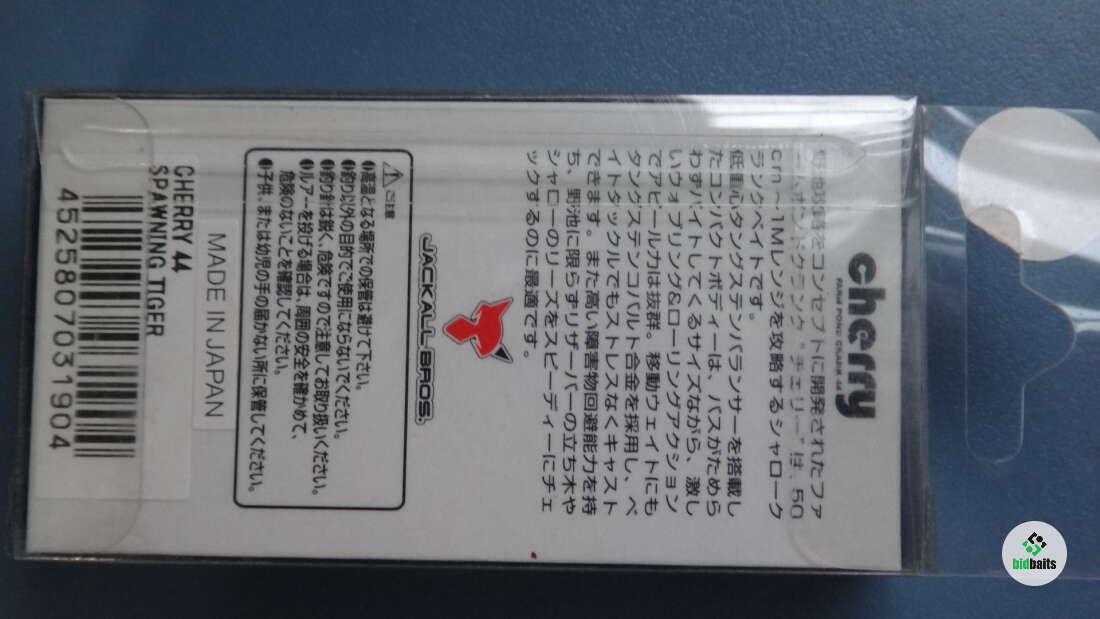 cherry
FARM POND CRANK 44
野池攻略をコンセプトに開発されたファ
ームポンドクランク“チェリー”は、50
cm～1Mレンジを攻略するシャローク
ランクベイトです。
低重心タングステンバランサーを搭載し
たコンパクトボディーは、バスがためら
わずバイトしてくるサイズながら、激し
いウォブリング&ローリングアクション
でアピール力は抜群。移動ウェイトにも
タングステンコバルト合金を採用し、ベ
イトタックルでもストレスなくキャスト
できます。また高い障害物回避能力を持
ち、野池に限らずリザーバーの立ち木や
シャローのリーズをスピーディーにチェ
ックするのに最適です。
JACKALL BROS.
⚠ご注意
●高温となる場所での保管は避けて下さい。
●釣り以外の目的でご使用にならないでください。
●釣り針は鋭く、危険ですので注意してお取り扱いください。
●ルアーを投げる場合は、周囲の安全を確かめて、
危険のないことを確認してください。
●子供、または幼児の手の届かない所に保管してください。
MADE IN JAPAN
CHERRY 44
SPAWNING TIGER
4525807031904
bidbaits